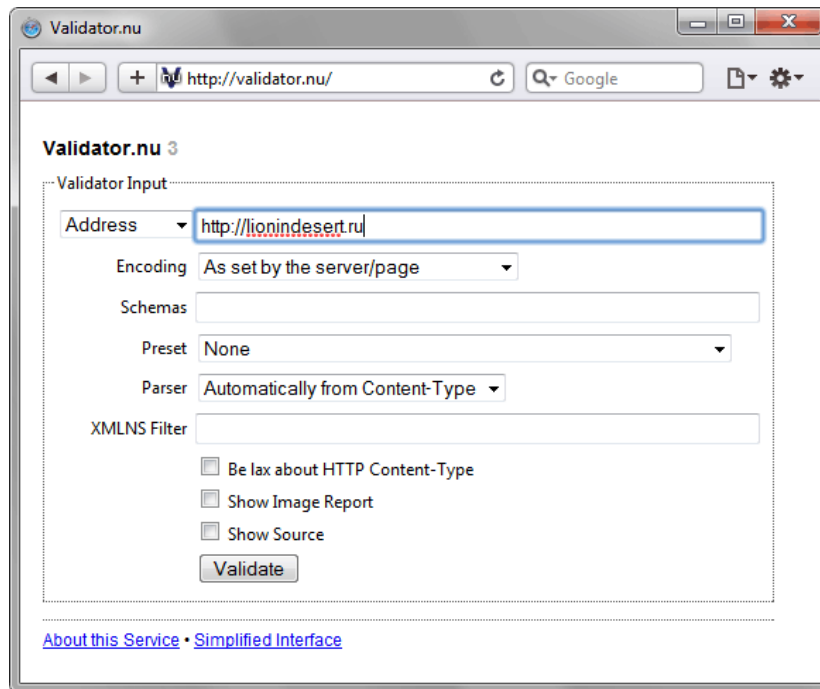 Validator.nu
http://validator.nu/
Google
Validator.nu 3
Validator Input
Address http://lionindesert.ru
Encoding As set by the server/page
Schemas
Preset None
Parser Automatically from Content-Type
XMLNS Filter
Be lax about HTTP Content-Type
Show Image Report
Show Source
Validate
About this Service • Simplified Interface